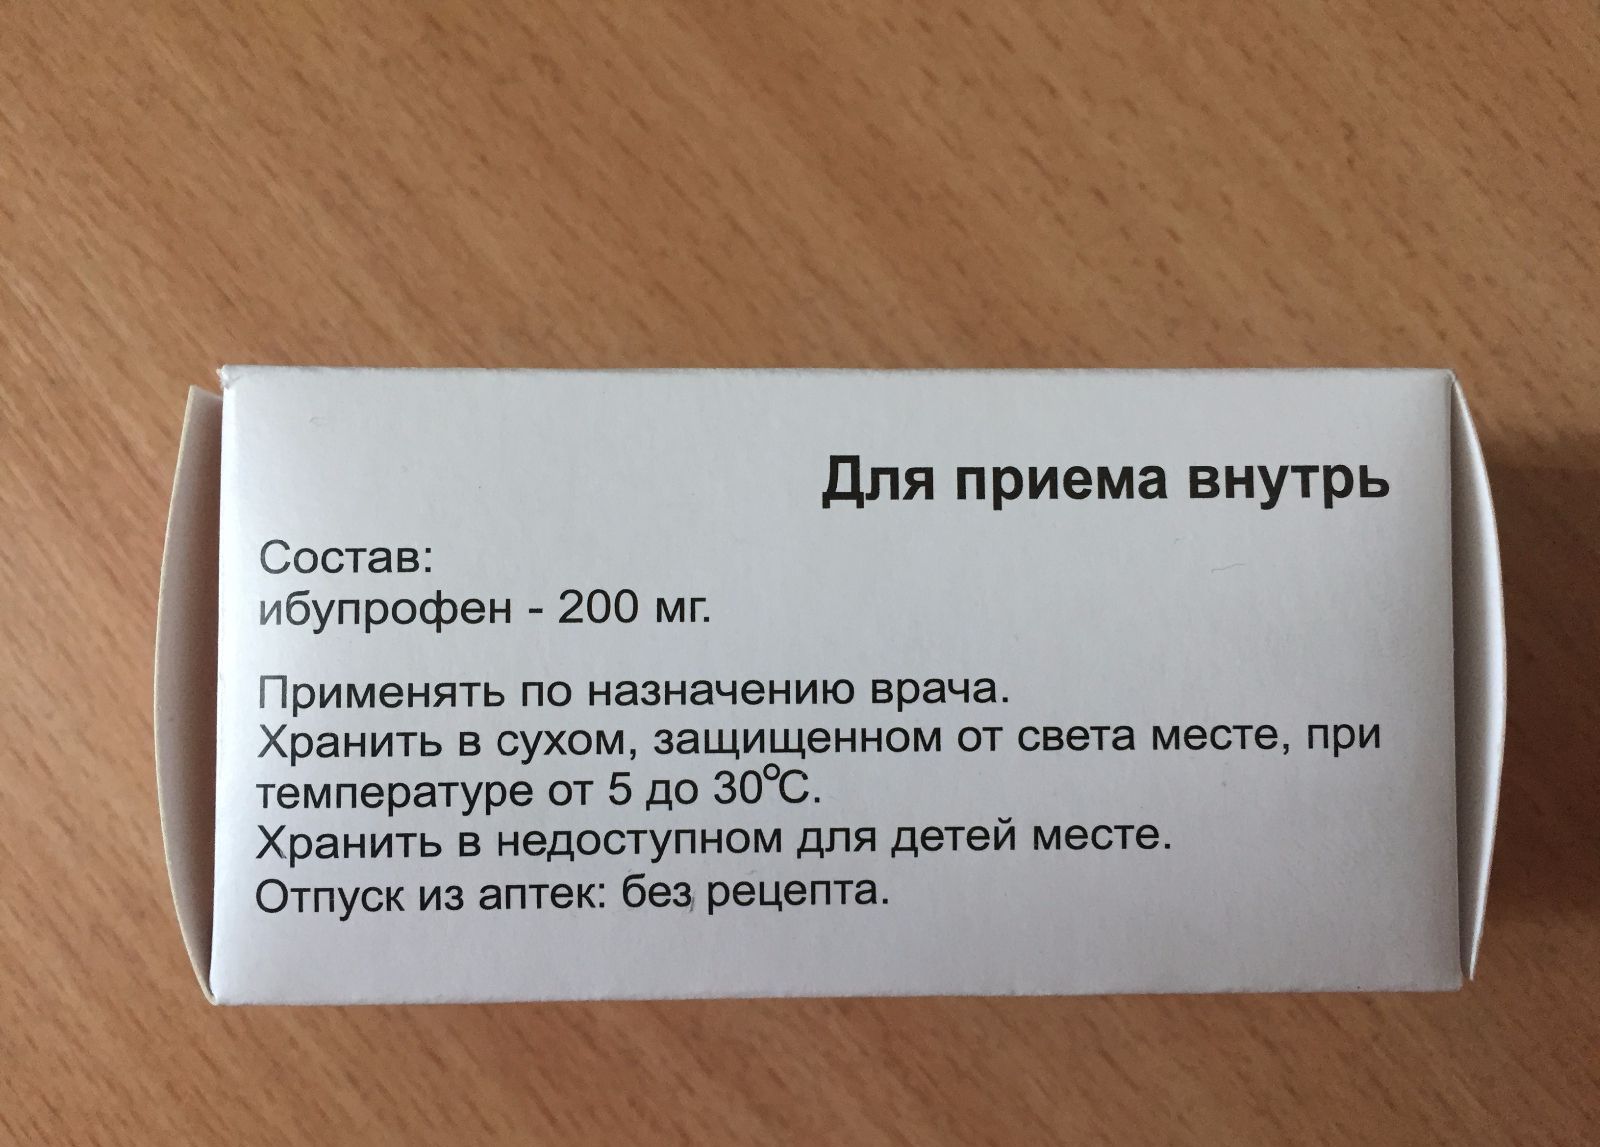 Для приема внутрь
Состав:
ибупрофен - 200 мг.
Применять по назначению врача.
Хранить в сухом, защищенном от света месте, при
температуре от 5 до 30°С.
Хранить в недоступном для детей месте.
Отпуск из аптек: без рецепта.